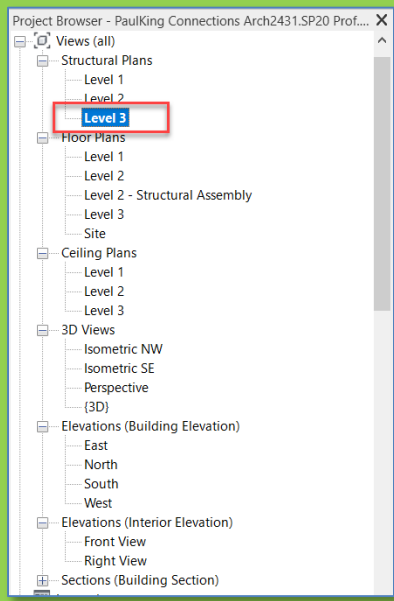 Project Browser - PaulKing Connections Arch2431.SP20 Prof....
Views (all)
Structural Plans
Level 1
Level 2
Level 3
Floor Plans
Level 1
Level 2
Level 2 - Structural Assembly
Level 3
Site
Ceiling Plans
Level 1
Level 2
Level 3
3D Views
Isometric NW
Isometric SE
Perspective
{3D}
Elevations (Building Elevation)
East
North
South
West
Elevations (Interior Elevation)
Front View
Right View
Sections (Building Section)